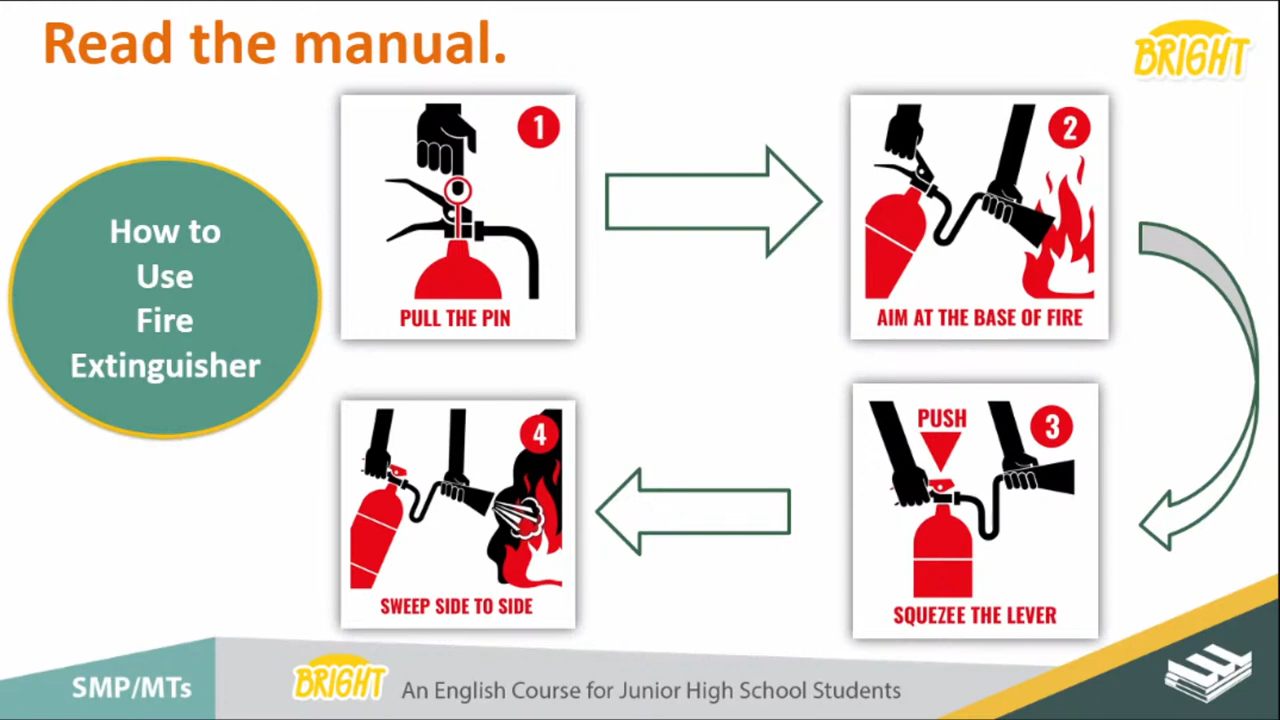 Read the manual.
BRIGHT
How to
Use
Fire
Extinguisher
1
PULL THE PIN
2
AIM AT THE BASE OF FIRE
PUSH
3
SQUEZEE THE LEVER
4
SWEEP SIDE TO SIDE
SMP/MTs
BRIGHT
An English Course for Junior High School Students